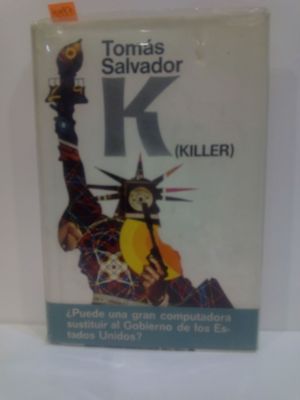 Tomás
Salvador
K
(KILLER)
¿Puede una gran computadora
sustituir al Gobierno de los Es-
tados Unidos?